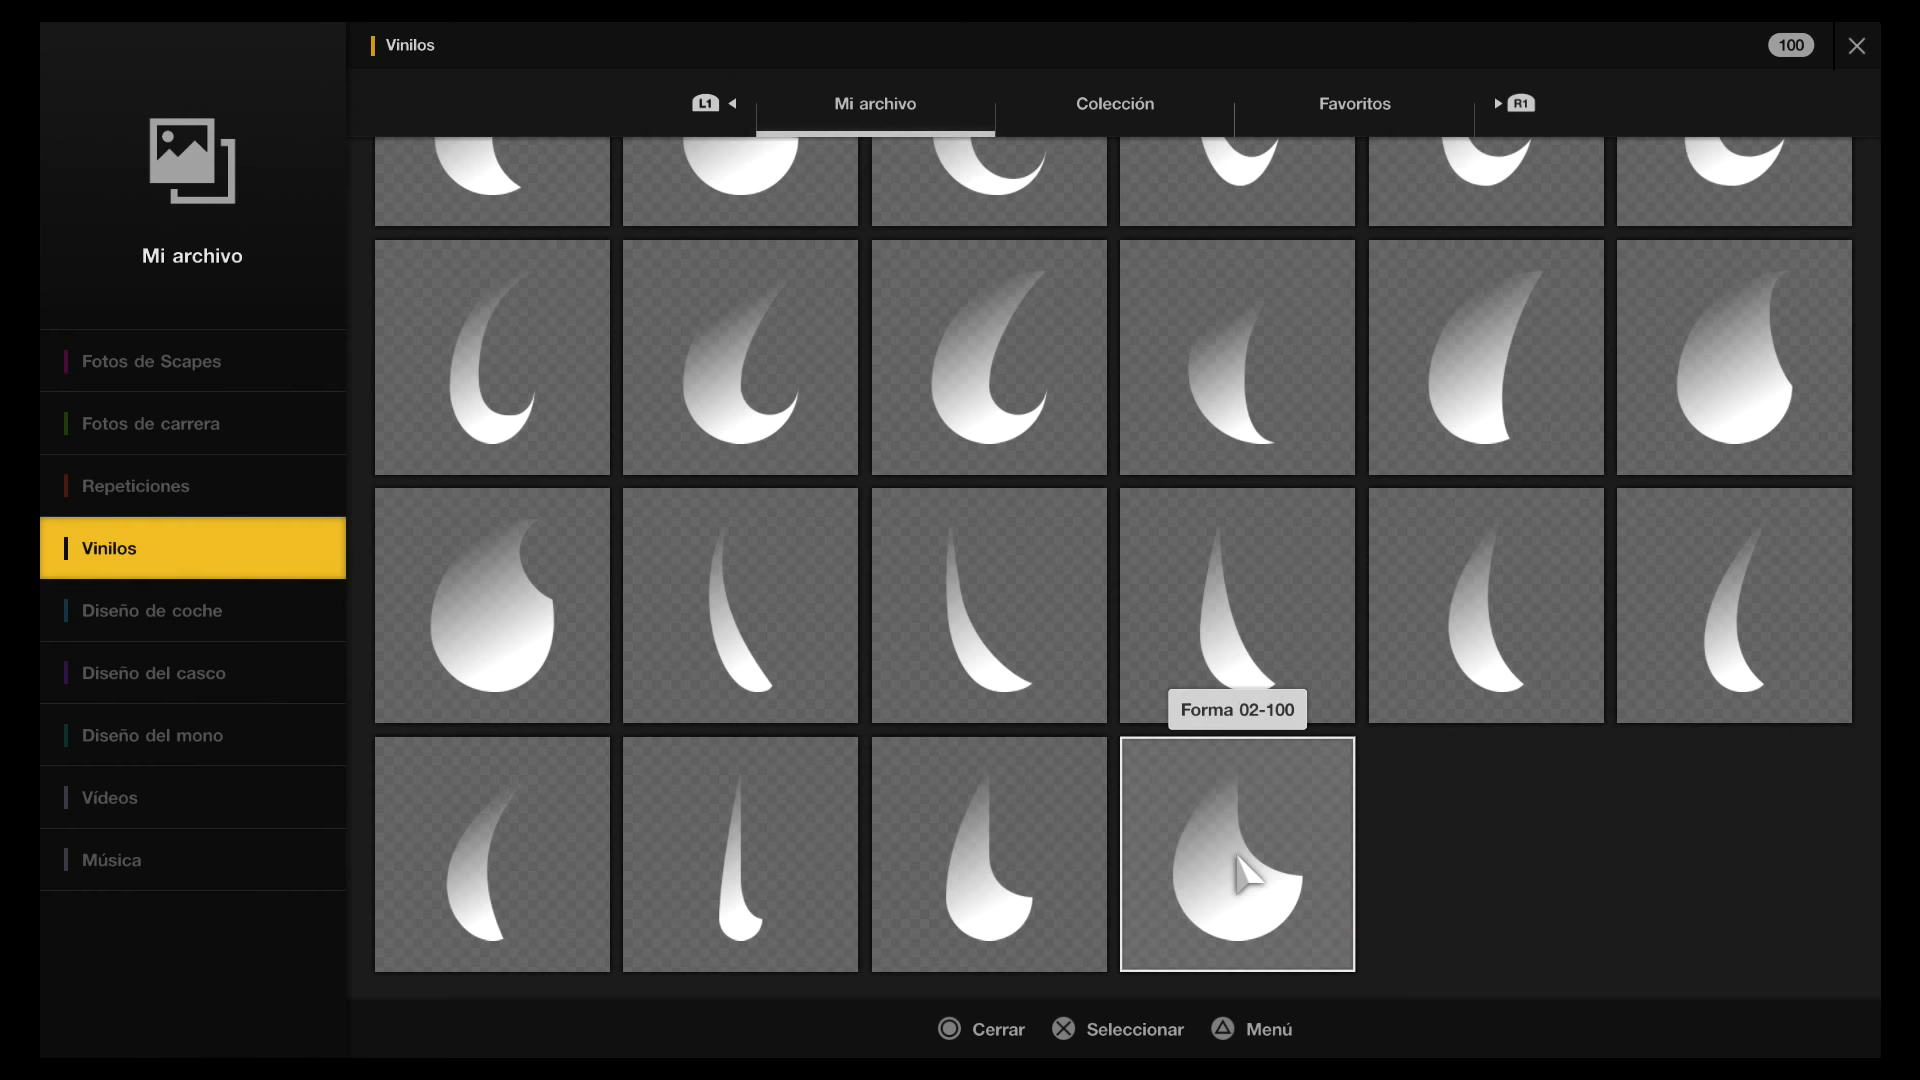 Vinilos
100
L1
Mi archivo
Colección
Favoritos
R1
Mi archivo
Fotos de Scapes
Fotos de carrera
Repeticiones
Vinilos
Diseño de coche
Diseño del casco
Diseño del mono
Vídeos
Música
Forma 02-100
Cerrar
Seleccionar
Menú